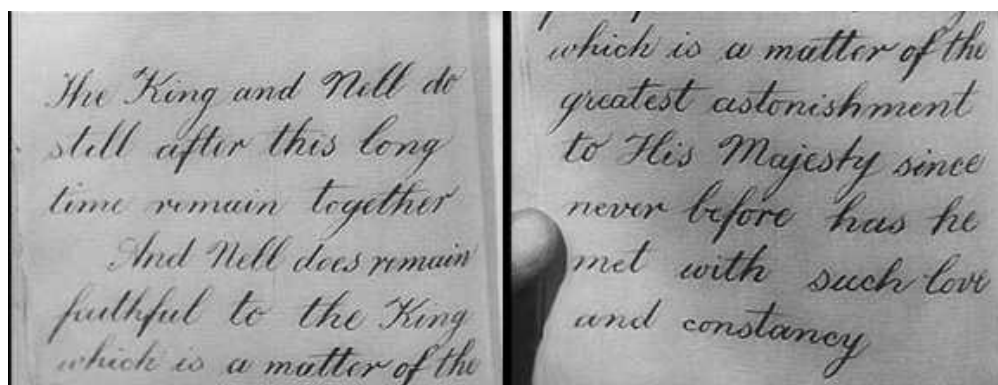 The King and Nell do
still after this long
time remain together
And Nell does remain
faithful to the King
which is a matter of the
which is a matter of the
greatest astonishment
to His Majesty since
never before has he
met with such love
and constancy